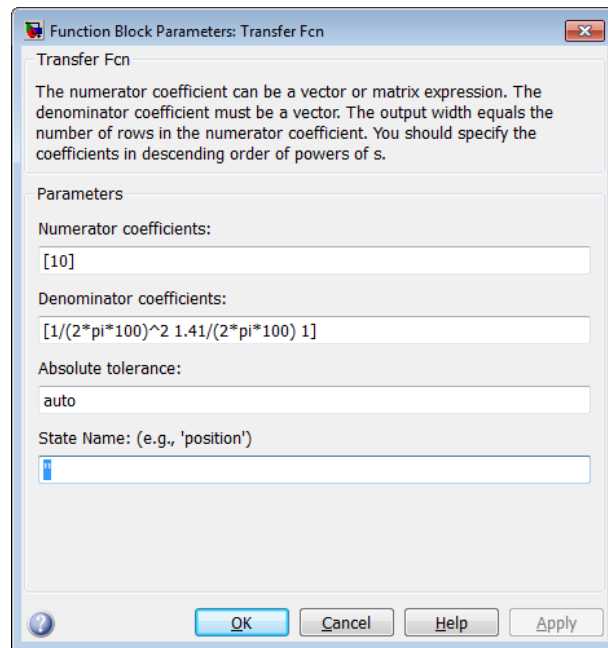 Function Block Parameters: Transfer Fcn
Transfer Fcn
The numerator coefficient can be a vector or matrix expression. The
denominator coefficient must be a vector. The output width equals the
number of rows in the numerator coefficient. You should specify the
coefficients in descending order of powers of s.
Parameters
Numerator coefficients:
[10]
Denominator coefficients:
[1/(2*pi*100)^2 1.41/(2*pi*100) 1]
Absolute tolerance:
auto
State Name: (e.g., 'position')
''
OK Cancel Help Apply